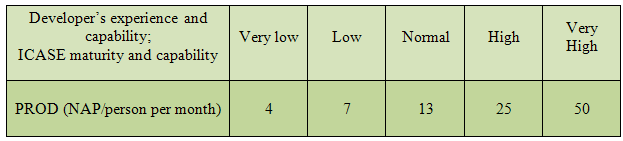 Developer's experience and
capability;
ICASE maturity and capability
Very low
Low
Normal
High
Very
High
PROD (NAP/person per month)
4
7
13
25
50